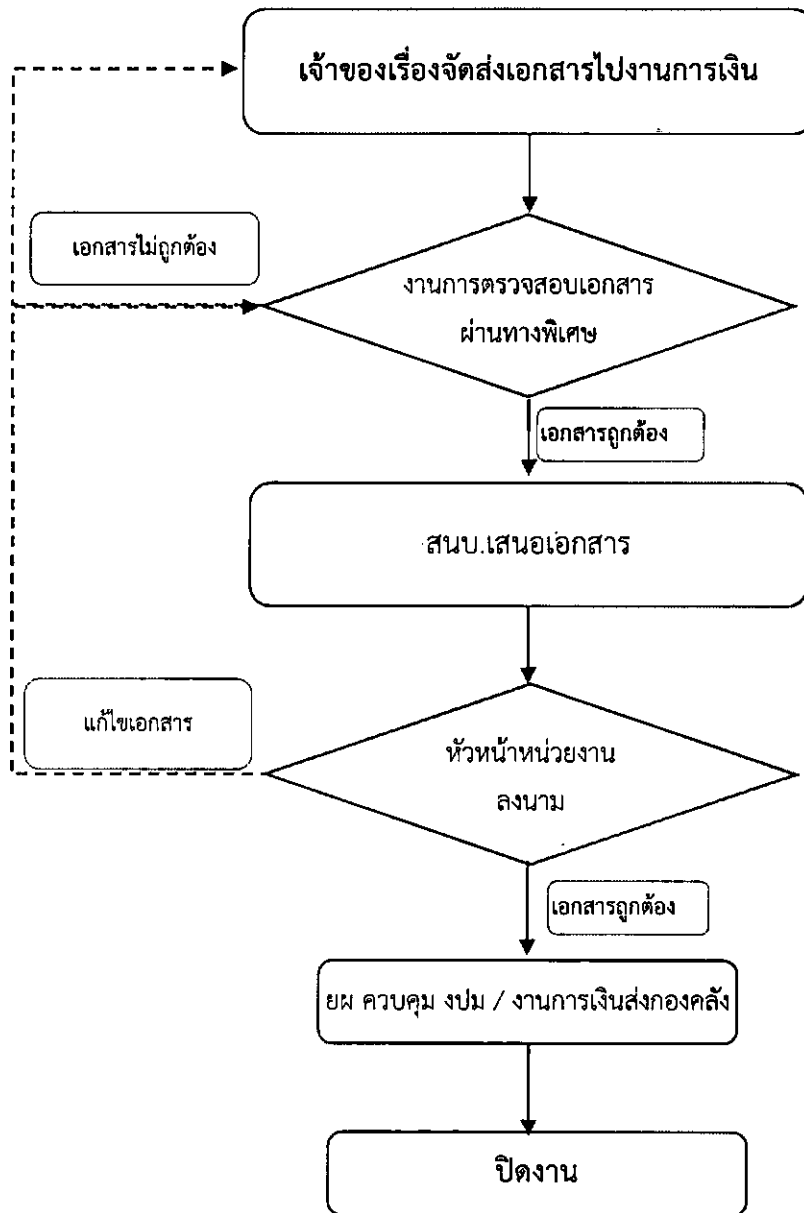 เจ้าของเรื่องจัดส่งเอกสารไปงานการเงิน
เอกสารไม่ถูกต้อง
งานการตรวจสอบเอกสาร
ผ่านทางพิเศษ
เอกสารถูกต้อง
สนบ.เสนอเอกสาร
แก้ไขเอกสาร
หัวหน้าหน่วยงาน
ลงนาม
เอกสารถูกต้อง
ยผ ควบคุม งปม / งานการเงินส่งกองคลัง
ปิดงาน